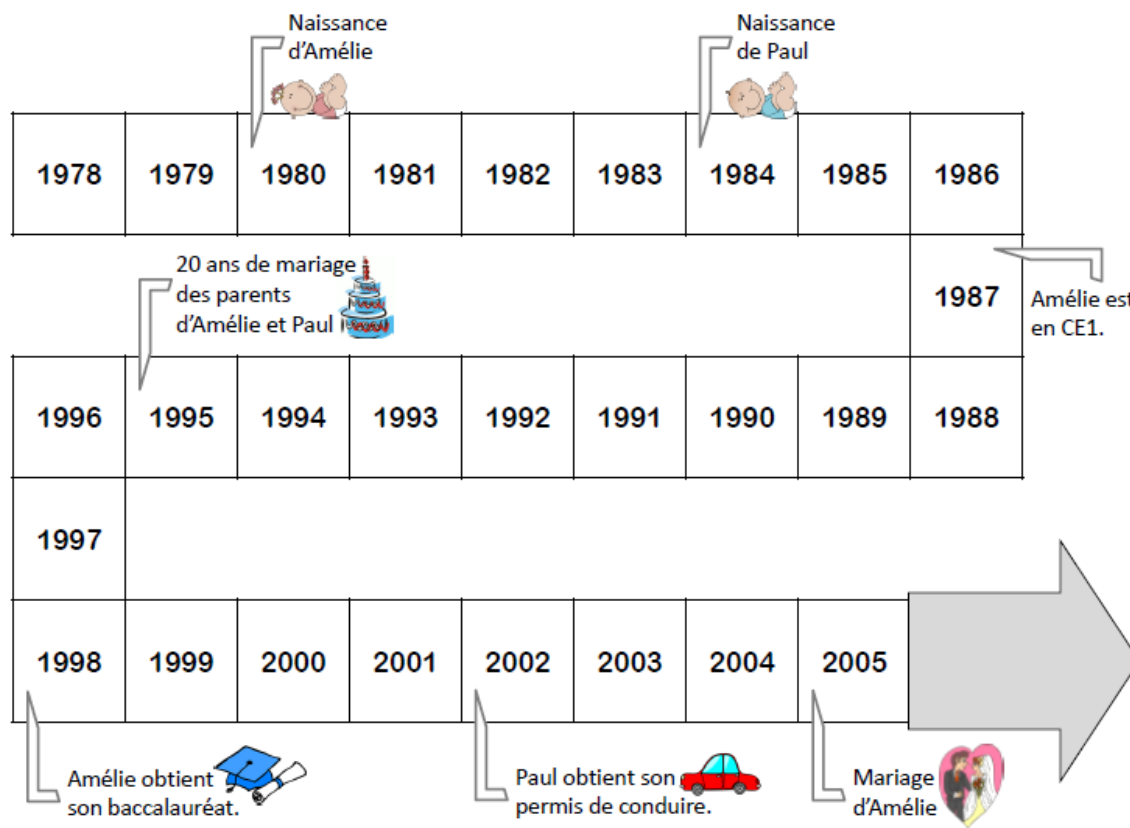 Naissance
d'Amélie
Naissance
de Paul
1978 1979 1980 1981 1982 1983 1984 1985 1986
20 ans de mariage
des parents
d'Amélie et Paul
1987
Amélie est
en CE1.
1996 1995 1994 1993 1992 1991 1990 1989 1988
1997
1998 1999 2000 2001 2002 2003 2004 2005
Amélie obtient
son baccalauréat.
Paul obtient son
permis de conduire.
Mariage
d'Amélie